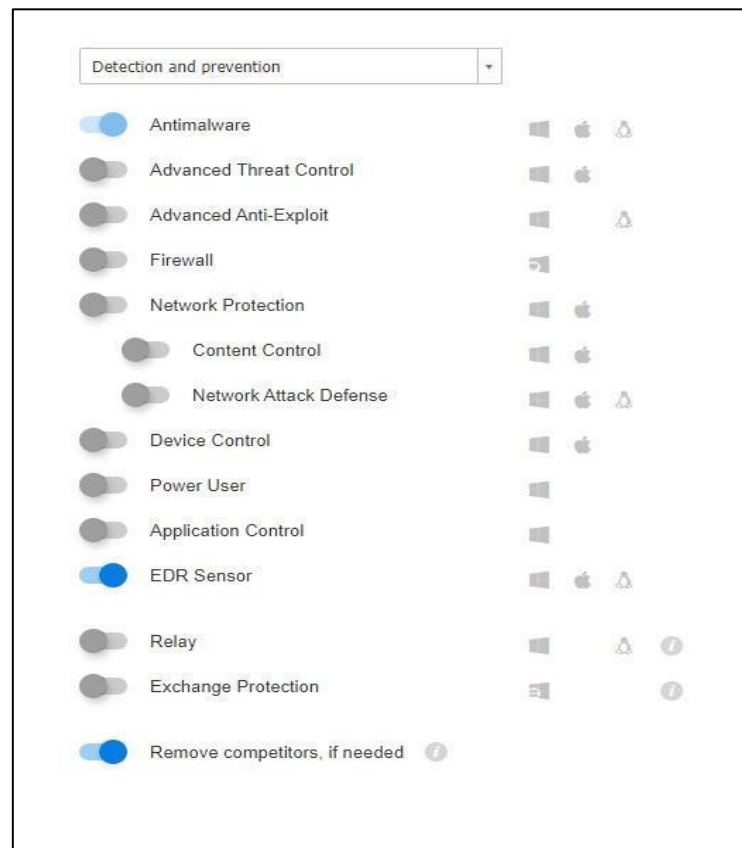 Detection and prevention
Antimalware
Advanced Threat Control
Advanced Anti-Exploit
Firewall
Network Protection
Content Control
Network Attack Defense
Device Control
Power User
Application Control
EDR Sensor
Relay
Exchange Protection
Remove competitors, if needed